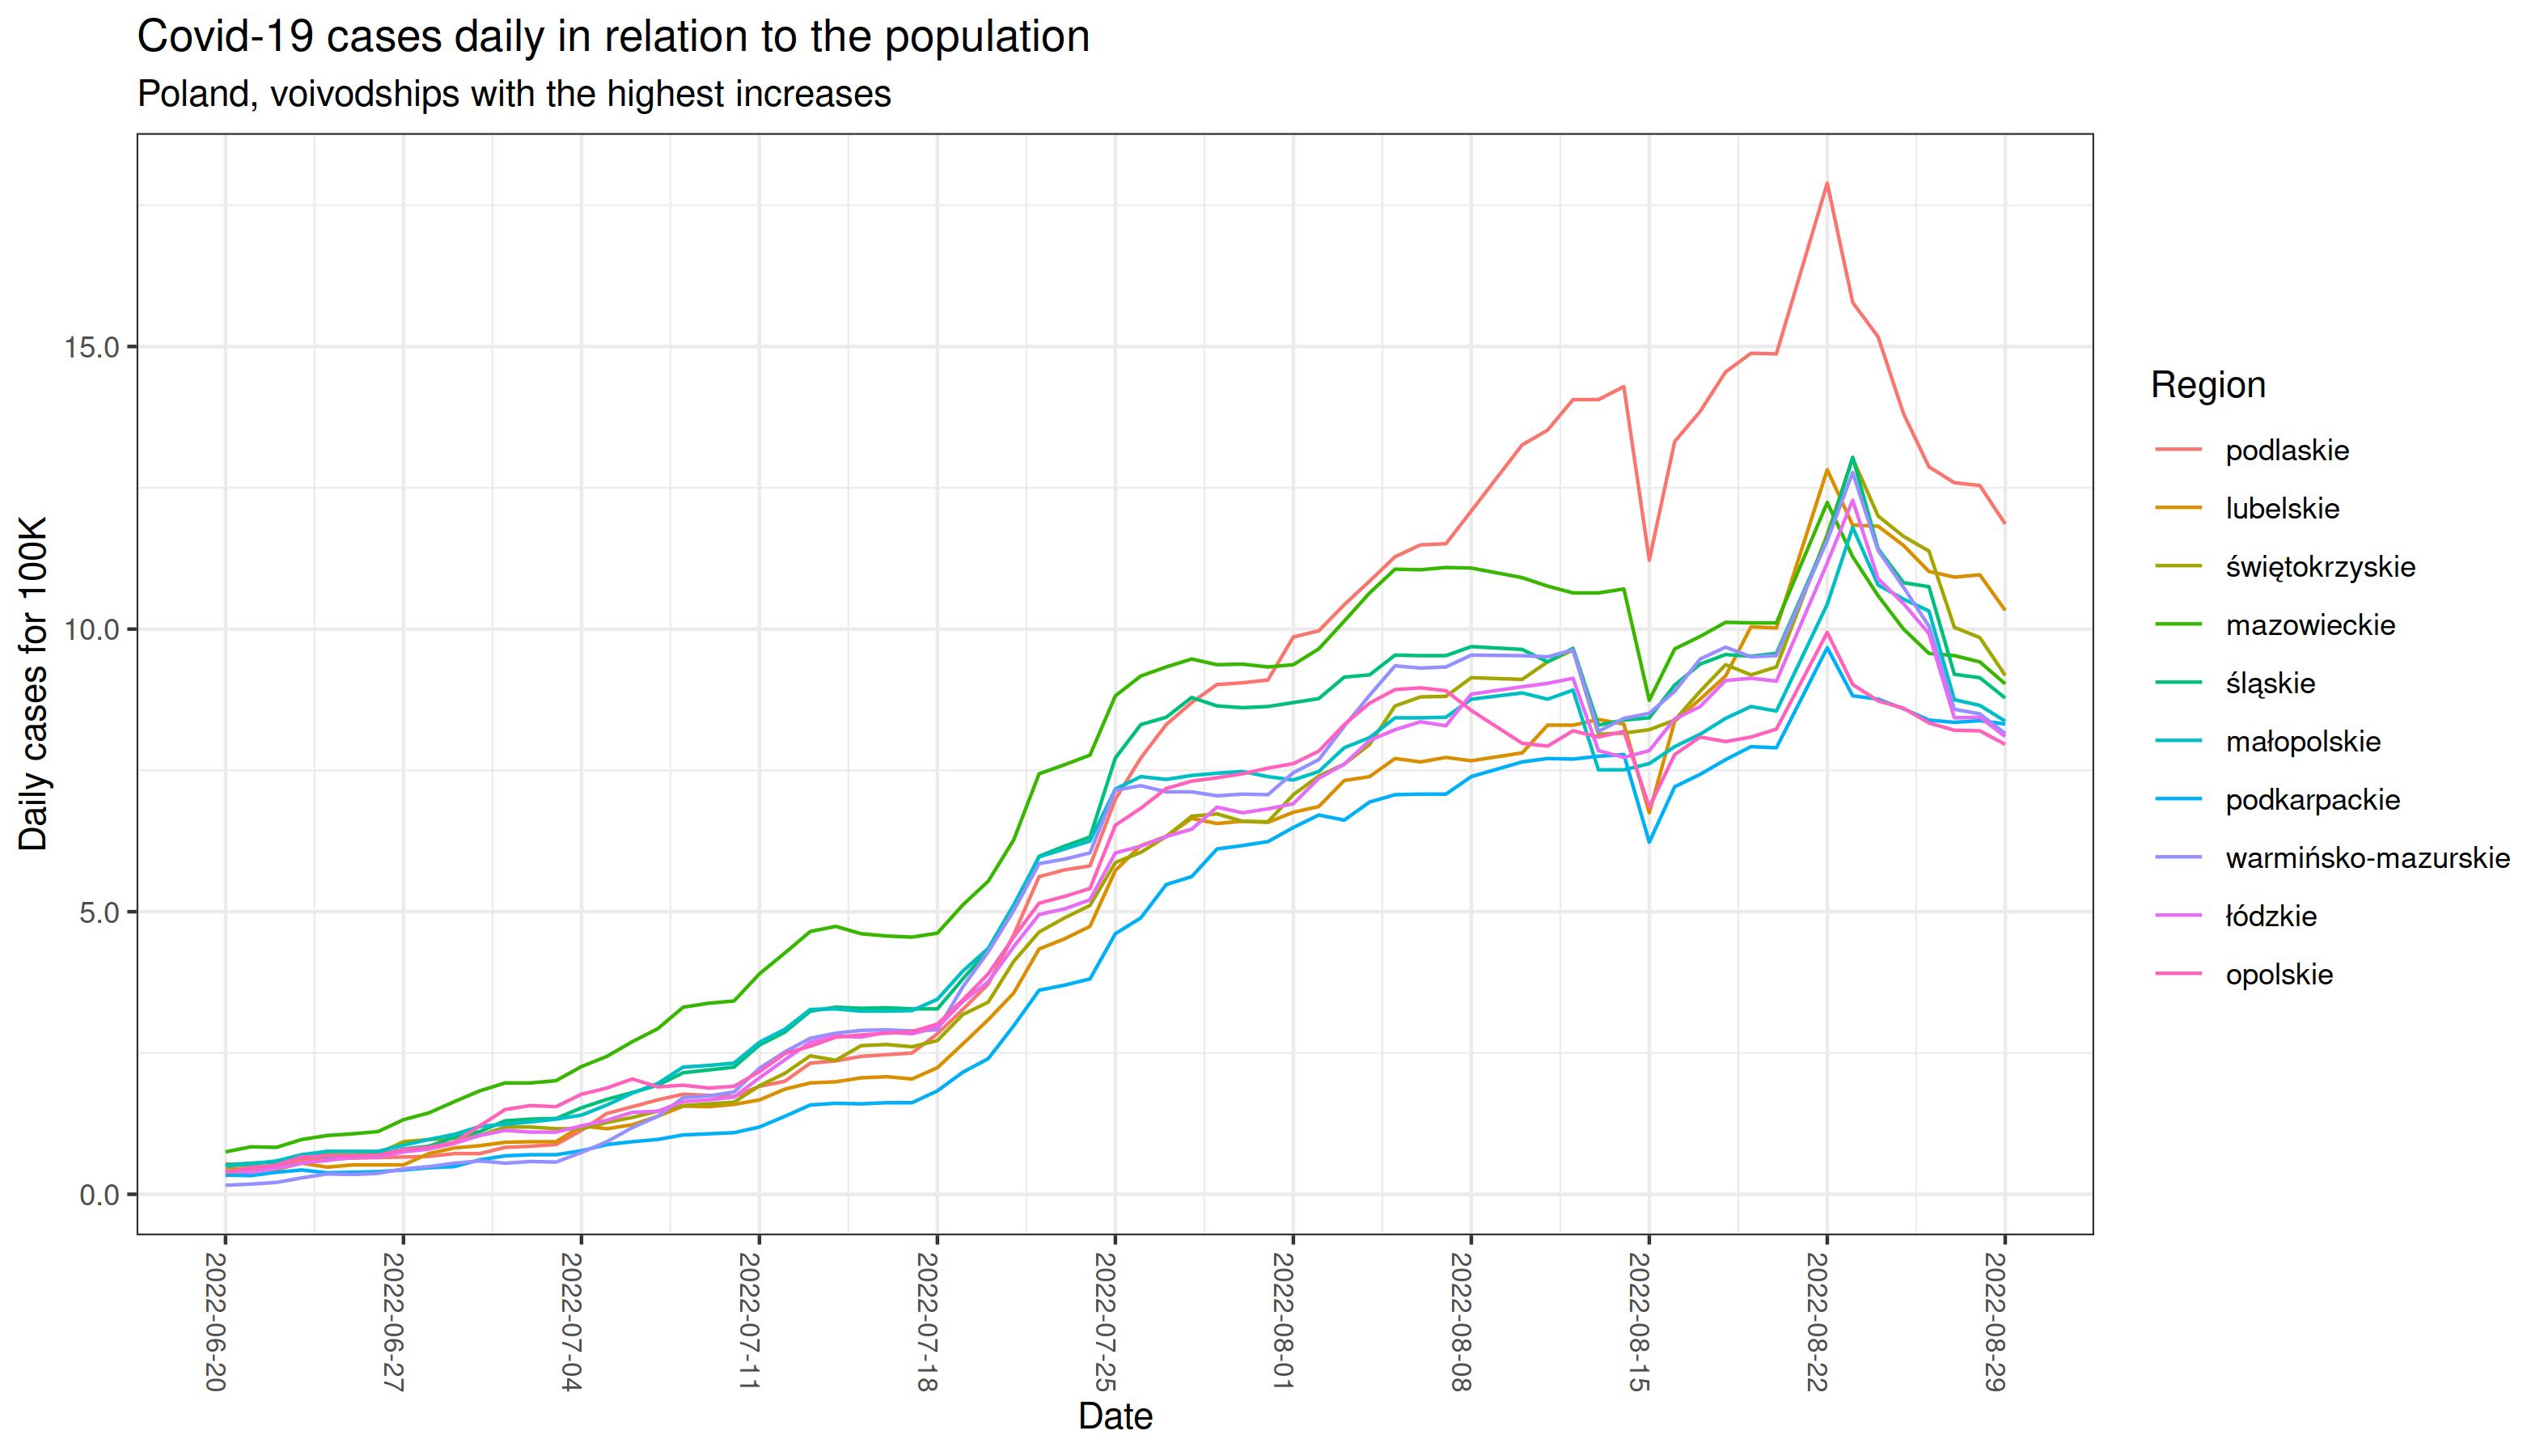 Covid-19 cases daily in relation to the population
Poland, voivodships with the highest increases
Daily cases for 100K
15.0
10.0
5.0
0.0
2022-06-20
2022-06-27
2022-07-04
2022-07-11
2022-07-18
2022-07-25
2022-08-01
2022-08-08
2022-08-15
2022-08-22
2022-08-29
Date
Region
podlaskie
lubelskie
świętokrzyskie
mazowieckie
śląskie
małopolskie
podkarpackie
warmińsko-mazurskie
łódzkie
opolskie